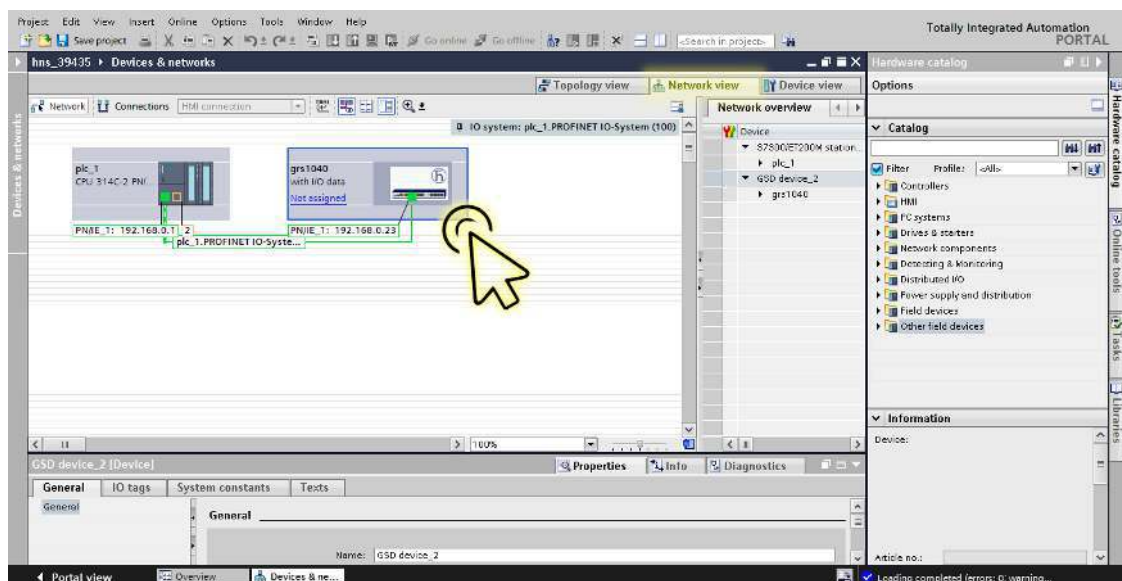 Project Edit View Insert Online Options Tools Window Help
Totally Integrated Automation
PORTAL
Save project
Go online
Go offline
<Search in project>
hns_39435 ▸ Devices & networks
Hardware catalog
Topology view
Network view
Device view
Options
Network
Connections
HMI connection
Network overview
IO system: plc_1.PROFINET IO-System (100)
Device
S7300/ET200M station...
plc_1
GSD device_2
grs1040
Catalog
Filter
Profile:
<All>
Controllers
HMI
PC systems
Drives & starters
Network components
Detecting & Monitoring
Distributed I/O
Power supply and distribution
Field devices
Other field devices
plc_1
CPU 314C-2 PN/
grs1040
with I/O data
Not assigned
PN/IE_1: 192.168.0.1 2
PN/IE_1: 192.168.0.23
plc_1.PROFINET IO-Syste...
Devices & networks
Hardware catalog
Online tools
Tasks
Libraries
100%
Information
Device:
Article no.:
GSD device_2 [Device]
Properties
Info
Diagnostics
General
IO tags
System constants
Texts
General
General
Name:
GSD device_2
Portal view
Overview
Devices & ne...
Loading completed (errors: 0; warning...